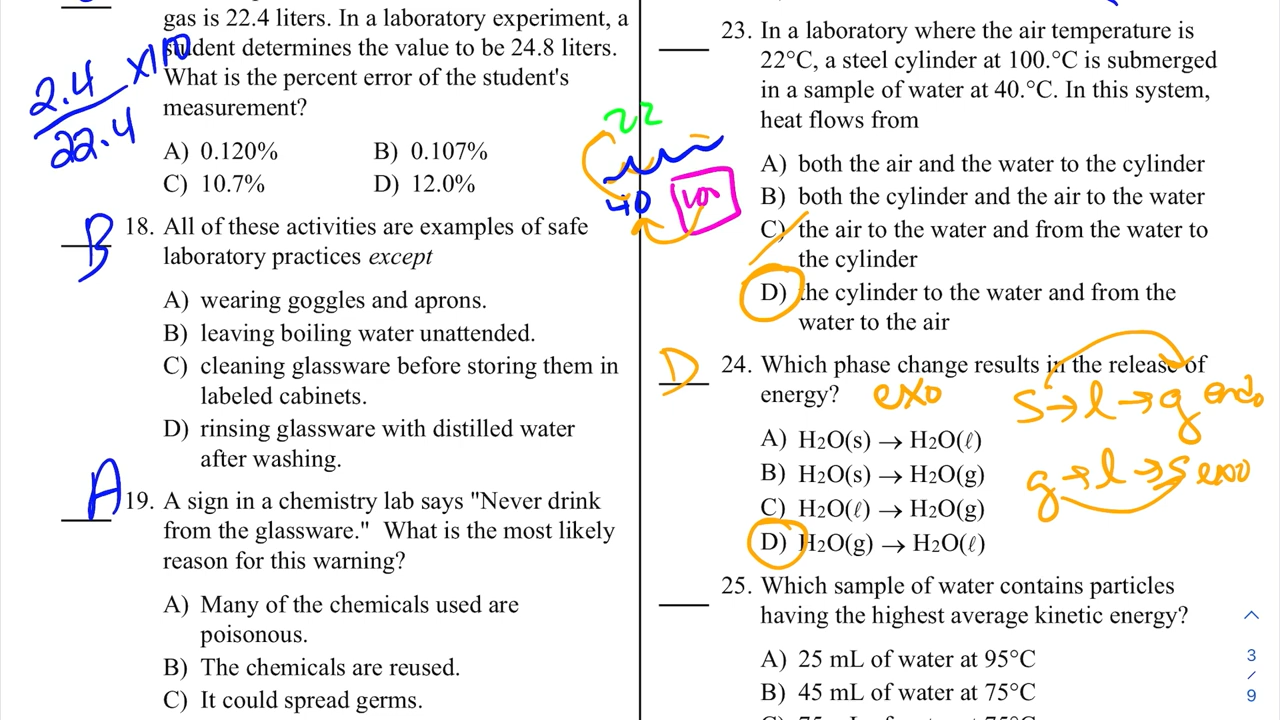 gas is 22.4 liters. In a laboratory experiment, a
student determines the value to be 24.8 liters.
What is the percent error of the student's
measurement?
2.4 x100
22.4
A) 0.120% B) 0.107%
C) 10.7% D) 12.0%
B 18. All of these activities are examples of safe
laboratory practices except
A) wearing goggles and aprons.
B) leaving boiling water unattended.
C) cleaning glassware before storing them in
labeled cabinets.
D) rinsing glassware with distilled water
after washing.
A 19. A sign in a chemistry lab says "Never drink
from the glassware." What is the most likely
reason for this warning?
A) Many of the chemicals used are
poisonous.
B) The chemicals are reused.
C) It could spread germs.
23. In a laboratory where the air temperature is
22°C, a steel cylinder at 100.°C is submerged
in a sample of water at 40.°C. In this system,
heat flows from
22
40 100
A) both the air and the water to the cylinder
B) both the cylinder and the air to the water
C) the air to the water and from the water to
the cylinder
D) the cylinder to the water and from the
water to the air
D 24. Which phase change results in the release of
energy? exo
S → l → g endo
A) H2O(s) → H2O(ℓ)
B) H2O(s) → H2O(g)
g → l → s exo
C) H2O(ℓ) → H2O(g)
D) H2O(g) → H2O(ℓ)
25. Which sample of water contains particles
having the highest average kinetic energy?
A) 25 mL of water at 95°C
B) 45 mL of water at 75°C
3
/
9